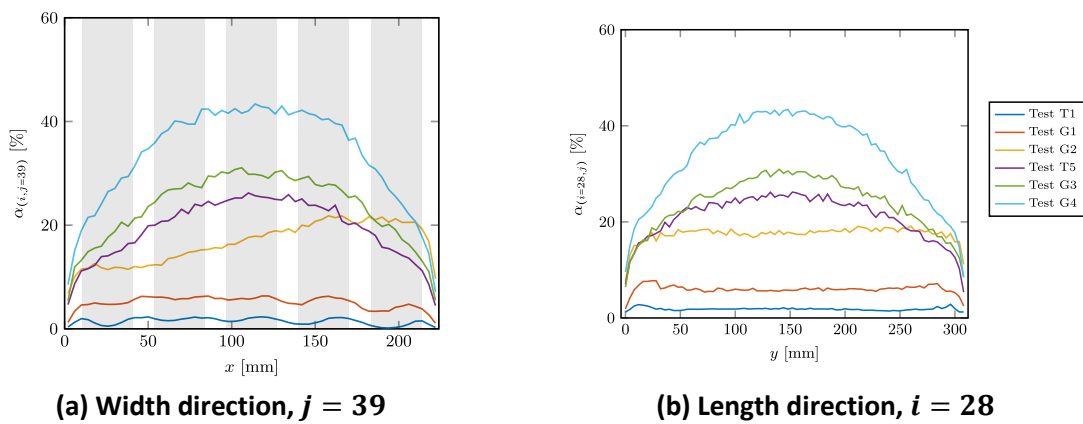 60
40
20
0
α(i,j=39) [%]
0 50 100 150 200
x [mm]
(a) Width direction, j = 39
60
40
20
0
α(i=28,j) [%]
0 50 100 150 200 250 300
y [mm]
(b) Length direction, i = 28
Test T1
Test G1
Test G2
Test T5
Test G3
Test G4